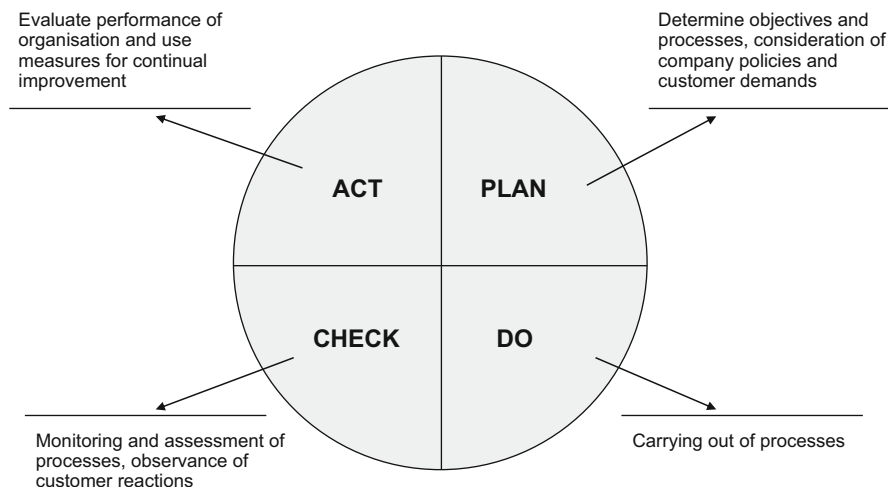 Evaluate performance of
organisation and use
measures for continual
improvement
Determine objectives and
processes, consideration of
company policies and
customer demands
ACT
PLAN
CHECK
DO
Monitoring and assessment of
processes, observance of
customer reactions
Carrying out of processes